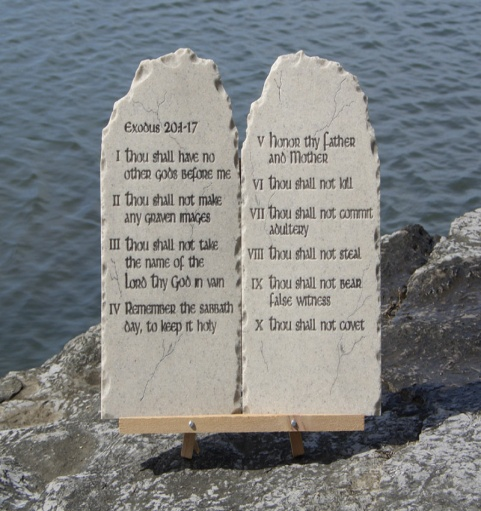 Exodus 20:1-17
I Thou shall have no
other Gods Before me
II Thou shall not make
any graven images
III Thou shall not take
the name of the
Lord thy God in vain
IV Remember the sabbath
day, to keep it holy
V Honor thy Father
and Mother
VI Thou shall not kill
VII Thou shall not commit
adultery
VIII Thou shall not steal
IX Thou shall not bear
false witness
X Thou shall not covet